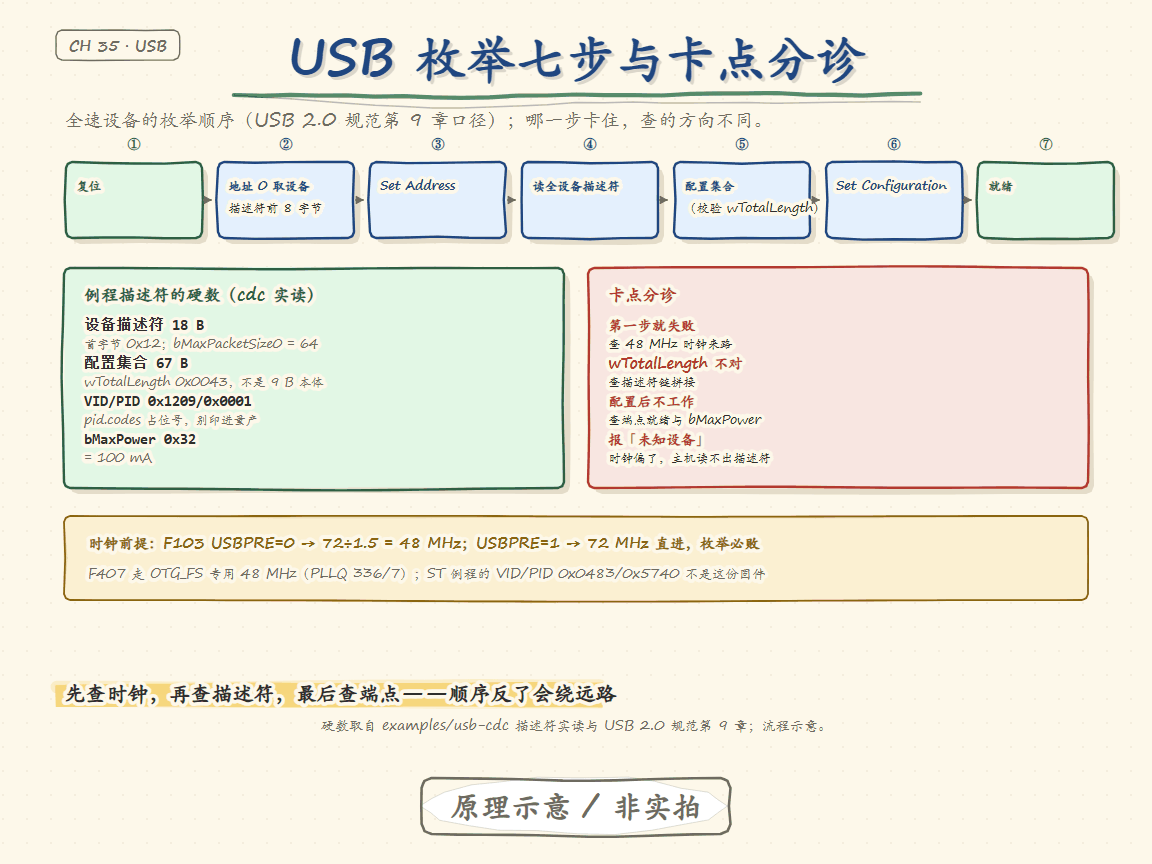 CH 35 · USB
USB 枚举七步与卡点分诊
全速设备的枚举顺序（USB 2.0 规范第 9 章口径）；哪一步卡住，查的方向不同。
① ② ③ ④ ⑤ ⑥ ⑦
复位
地址 0 取设备
描述符前 8 字节
Set Address
读全设备描述符
配置集合
（校验 wTotalLength）
Set Configuration
就绪
例程描述符的硬数（cdc 实读）
设备描述符 18 B
首字节 0x12；bMaxPacketSize0 = 64
配置集合 67 B
wTotalLength 0x0043，不是 9 B 本体
VID/PID 0x1209/0x0001
pid.codes 占位号，别印进量产
bMaxPower 0x32
= 100 mA
卡点分诊
第一步就失败
查 48 MHz 时钟来路
wTotalLength 不对
查描述符链拼接
配置后不工作
查端点就绪与 bMaxPower
报「未知设备」
时钟偏了，主机读不出描述符
时钟前提：F103 USBPRE=0 → 72÷1.5 = 48 MHz；USBPRE=1 → 72 MHz 直进，枚举必败
F407 走 OTG_FS 专用 48 MHz（PLLQ 336/7）；ST 例程的 VID/PID 0x0483/0x5740 不是这份固件
先查时钟，再查描述符，最后查端点——顺序反了会绕远路
硬数取自 examples/usb-cdc 描述符实读与 USB 2.0 规范第 9 章；流程示意。
原理示意 / 非实拍